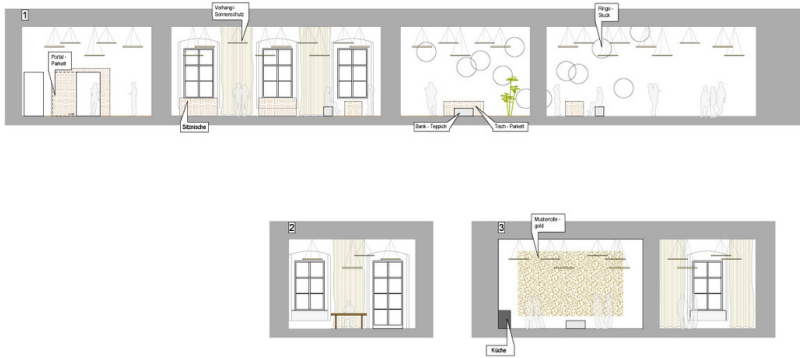 1
Vorhang=
Sonnenschutz
Ringe -
Stuck
Portal -
Parkett
Sitznische
Bank - Teppich
Tisch - Parkett
2
3
Musterrolle -
gold
Küche